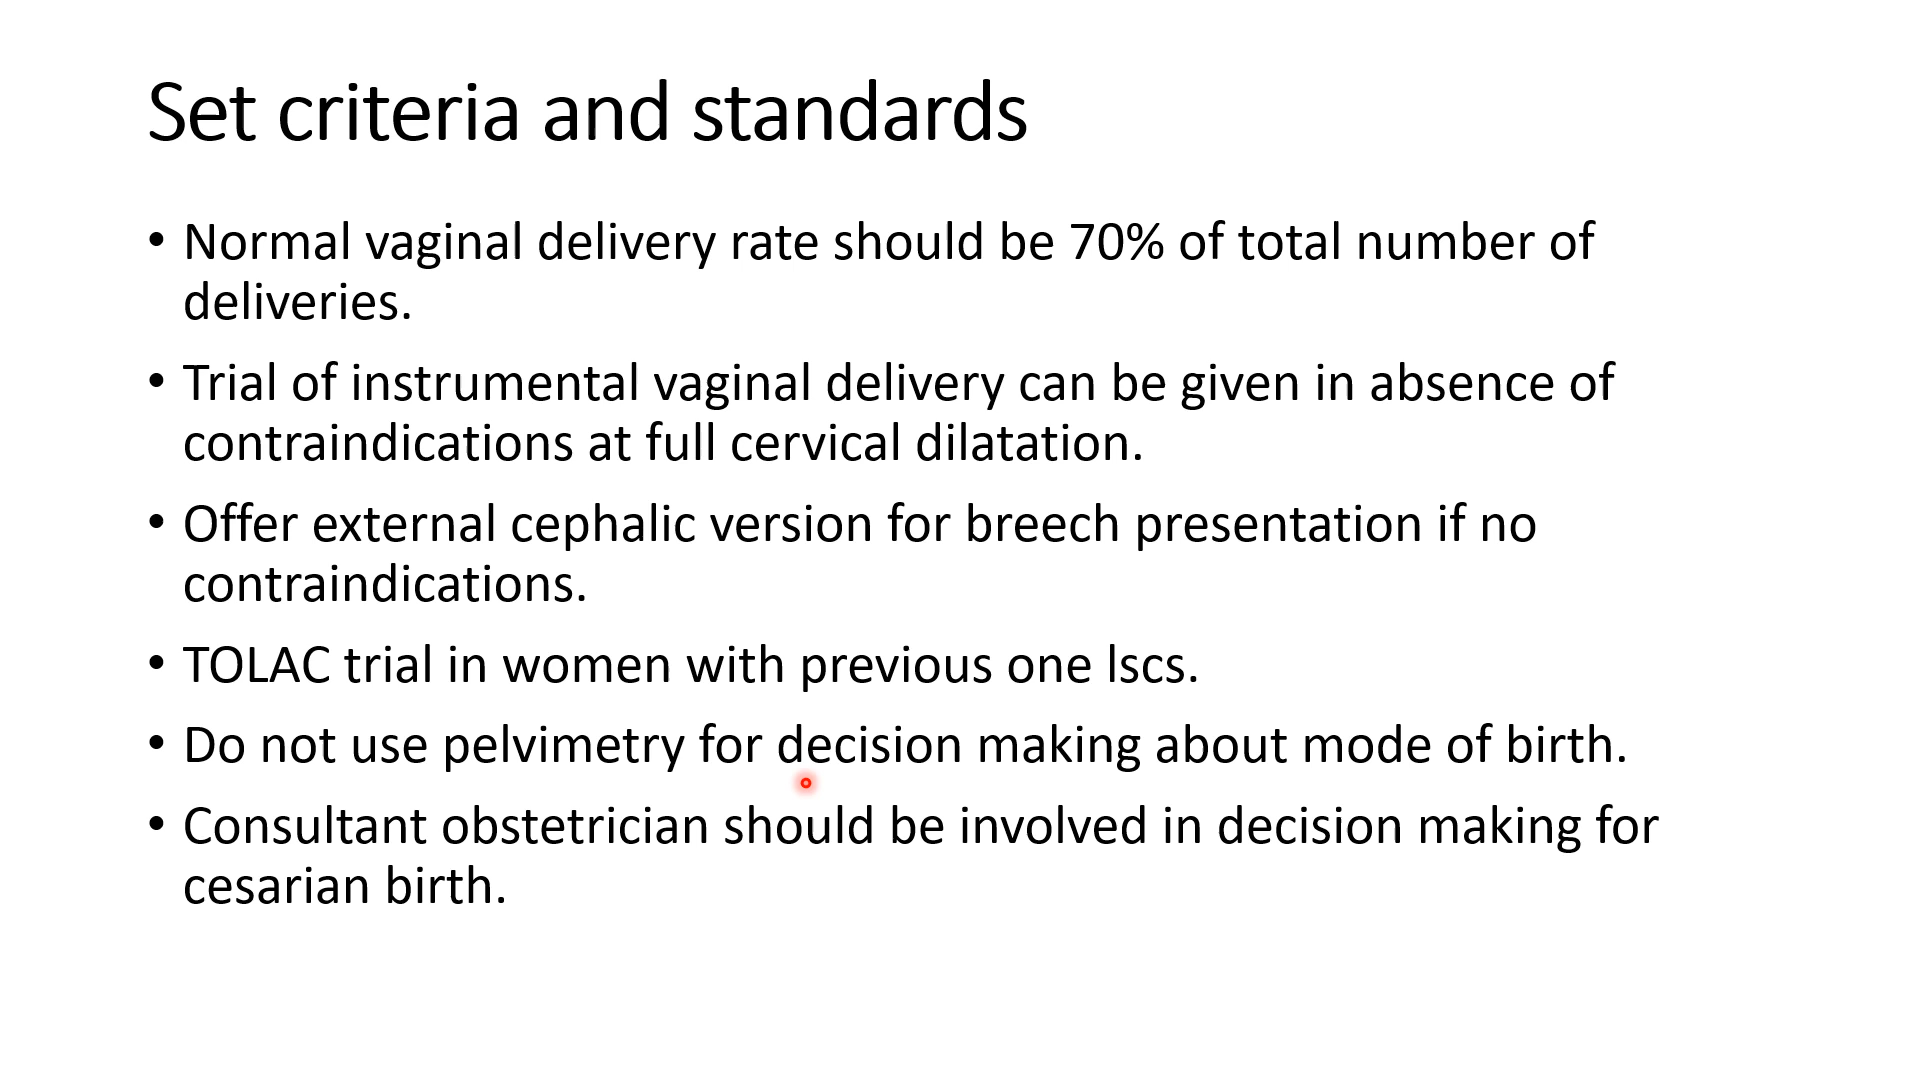 Set criteria and standards
• Normal vaginal delivery rate should be 70% of total number of
deliveries.
• Trial of instrumental vaginal delivery can be given in absence of
contraindications at full cervical dilatation.
• Offer external cephalic version for breech presentation if no
contraindications.
• TOLAC trial in women with previous one lscs.
• Do not use pelvimetry for decision making about mode of birth.
• Consultant obstetrician should be involved in decision making for
cesarian birth.